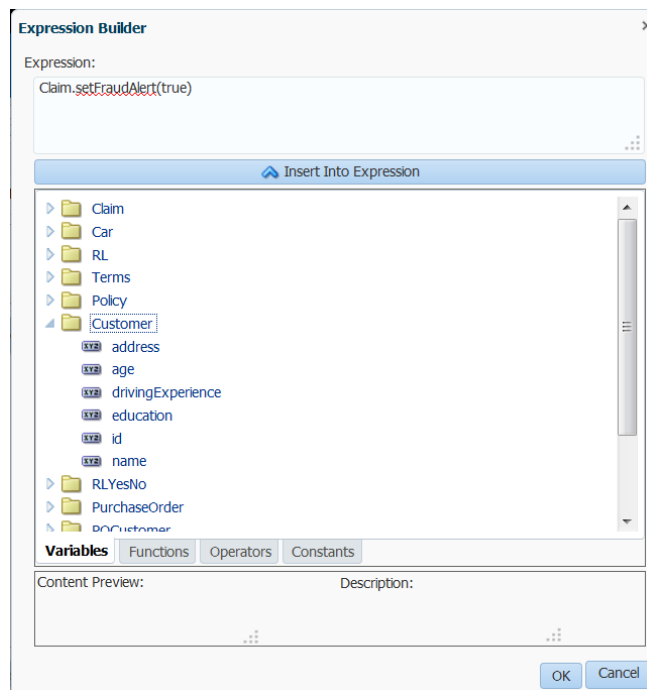 Expression Builder
Expression:
Claim.setFraudAlert(true)
Insert Into Expression
Claim
Car
RL
Terms
Policy
Customer
address
age
drivingExperience
education
id
name
RLYesNo
PurchaseOrder
POCustomer
Variables Functions Operators Constants
Content Preview: Description:
OK Cancel